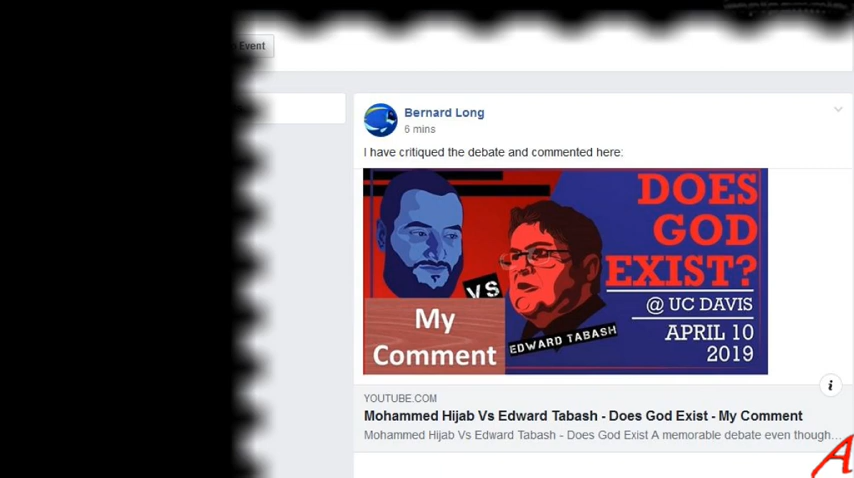 Event
Bernard Long
6 mins
I have critiqued the debate and commented here:
DOES
GOD
EXIST?
@ UC DAVIS
APRIL 10
2019
VS
EDWARD TABASH
My
Comment
YOUTUBE.COM
Mohammed Hijab Vs Edward Tabash - Does God Exist - My Comment
Mohammed Hijab Vs Edward Tabash - Does God Exist A memorable debate even though...
A